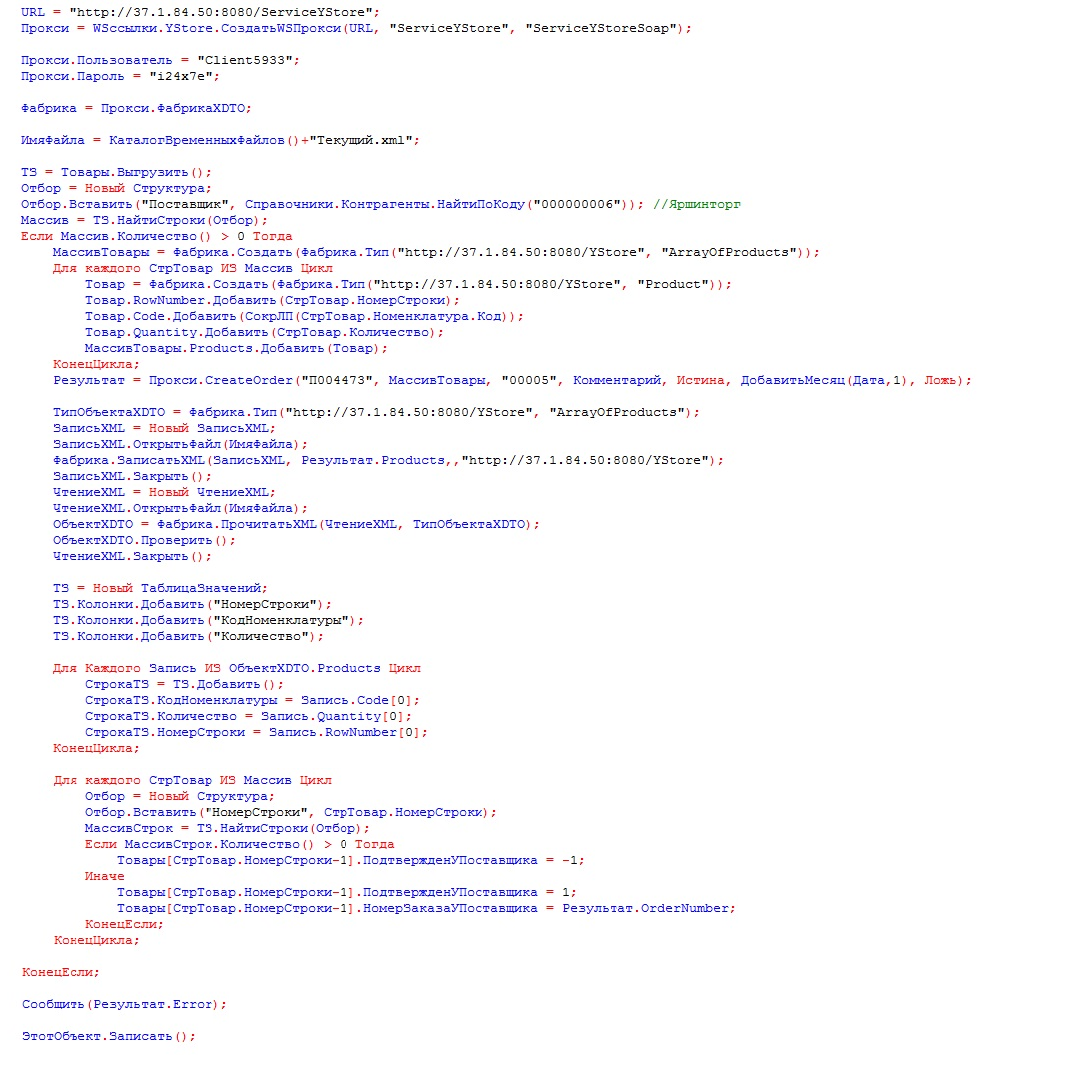 URL = "http://37.1.84.50:8080/ServiceYStore";
Прокси = WSссылки.YStore.СоздатьWSПрокси(URL, "ServiceYStore", "ServiceYStoreSoap");
Прокси.Пользователь = "Client5933";
Прокси.Пароль = "i24x7e";
Фабрика = Прокси.ФабрикаXDTO;
ИмяФайла = КаталогВременныхФайлов()+"Текущий.xml";
ТЗ = Товары.Выгрузить();
Отбор = Новый Структура;
Отбор.Вставить("Поставщик", Справочники.Контрагенты.НайтиПоКоду("000000006")); //Яршинторг
Массив = ТЗ.НайтиСтроки(Отбор);
Если Массив.Количество() > 0 Тогда
МассивТовары = Фабрика.Создать(Фабрика.Тип("http://37.1.84.50:8080/YStore", "ArrayOfProducts"));
Для каждого СтрТовар ИЗ Массив Цикл
Товар = Фабрика.Создать(Фабрика.Тип("http://37.1.84.50:8080/YStore", "Product"));
Товар.RowNumber.Добавить(СтрТовар.НомерСтроки);
Товар.Code.Добавить(СокрЛП(СтрТовар.Номенклатура.Код));
Товар.Quantity.Добавить(СтрТовар.Количество);
МассивТовары.Products.Добавить(Товар);
КонецЦикла;
Результат = Прокси.CreateOrder("П004473", МассивТовары, "00005", Комментарий, Истина, ДобавитьМесяц(Дата,1), Ложь);
ТипОбъектаXDTO = Фабрика.Тип("http://37.1.84.50:8080/YStore", "ArrayOfProducts");
ЗаписьXML = Новый ЗаписьXML;
ЗаписьXML.ОткрытьФайл(ИмяФайла);
Фабрика.ЗаписатьXML(ЗаписьXML, Результат.Products,,"http://37.1.84.50:8080/YStore");
ЗаписьXML.Закрыть();
ЧтениеXML = Новый ЧтениеXML;
ЧтениеXML.ОткрытьФайл(ИмяФайла);
ОбъектXDTO = Фабрика.ПрочитатьXML(ЧтениеXML, ТипОбъектаXDTO);
ОбъектXDTO.Проверить();
ЧтениеXML.Закрыть();
ТЗ = Новый ТаблицаЗначений;
ТЗ.Колонки.Добавить("НомерСтроки");
ТЗ.Колонки.Добавить("КодНоменклатуры");
ТЗ.Колонки.Добавить("Количество");
Для Каждого Запись ИЗ ОбъектXDTO.Products Цикл
СтрокаТЗ = ТЗ.Добавить();
СтрокаТЗ.КодНоменклатуры = Запись.Code[0];
СтрокаТЗ.Количество = Запись.Quantity[0];
СтрокаТЗ.НомерСтроки = Запись.RowNumber[0];
КонецЦикла;
Для каждого СтрТовар ИЗ Массив Цикл
Отбор = Новый Структура;
Отбор.Вставить("НомерСтроки", СтрТовар.НомерСтроки);
МассивСтрок = ТЗ.НайтиСтроки(Отбор);
Если МассивСтрок.Количество() > 0 Тогда
Товары[СтрТовар.НомерСтроки-1].ПодтвержденУПоставщика = -1;
Иначе
Товары[СтрТовар.НомерСтроки-1].ПодтвержденУПоставщика = 1;
Товары[СтрТовар.НомерСтроки-1].НомерЗаказаУПоставщика = Результат.OrderNumber;
КонецЕсли;
КонецЦикла;
КонецЕсли;
Сообщить(Результат.Error);
ЭтотОбъект.Записать();